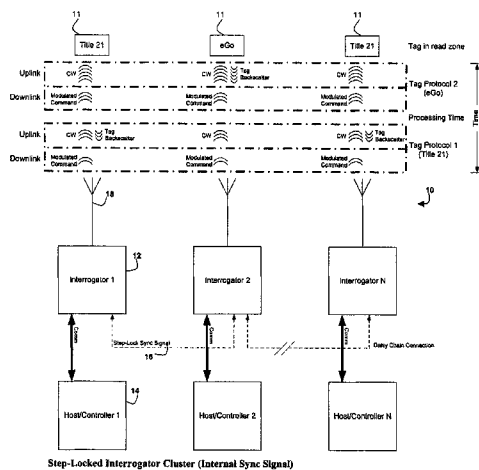 11 11 11
Title 21 eGo Title 21 Tag in read zone
Uplink CW CW Tag Backscatter CW
Tag Protocol 2 (eGo)
Downlink Modulated Command Modulated Command Modulated Command
Processing Time
Time
Uplink CW Tag Backscatter CW CW Tag Backscatter
Tag Protocol 1 (Title 21)
Downlink Modulated Command Modulated Command Modulated Command
18
10
12
Interrogator 1 Interrogator 2 Interrogator N
Comm Comm Comm
Step-Lock Sync Signal
16
Daisy Chain Connection
14
Host/Controller 1 Host/Controller 2 Host/Controller N
Step-Locked Interrogator Cluster (Internal Sync Signal)